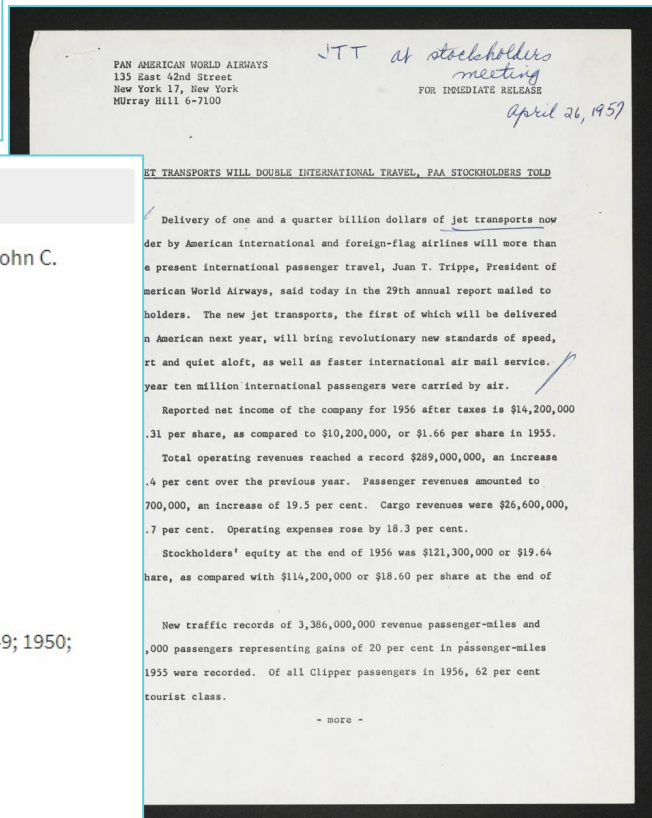 JTT at stockholders
meeting
PAN AMERICAN WORLD AIRWAYS
135 East 42nd Street
New York 17, New York
MUrray Hill 6-7100
FOR IMMEDIATE RELEASE
April 26, 1957
ET TRANSPORTS WILL DOUBLE INTERNATIONAL TRAVEL, PAA STOCKHOLDERS TOLD
Delivery of one and a quarter billion dollars of jet transports now
der by American international and foreign-flag airlines will more than
e present international passenger travel, Juan T. Trippe, President of
merican World Airways, said today in the 29th annual report mailed to
holders. The new jet transports, the first of which will be delivered
n American next year, will bring revolutionary new standards of speed,
rt and quiet aloft, as well as faster international air mail service.
year ten million international passengers were carried by air.
Reported net income of the company for 1956 after taxes is $14,200,000
.31 per share, as compared to $10,200,000, or $1.66 per share in 1955.
Total operating revenues reached a record $289,000,000, an increase
.4 per cent over the previous year. Passenger revenues amounted to
700,000, an increase of 19.5 per cent. Cargo revenues were $26,600,000,
.7 per cent. Operating expenses rose by 18.3 per cent.
Stockholders' equity at the end of 1956 was $121,300,000 or $19.64
hare, as compared with $114,200,000 or $18.60 per share at the end of
New traffic records of 3,386,000,000 revenue passenger-miles and
,000 passengers representing gains of 20 per cent in passenger-miles
1955 were recorded. Of all Clipper passengers in 1956, 62 per cent
tourist class.
- more -
ohn C.
9; 1950;